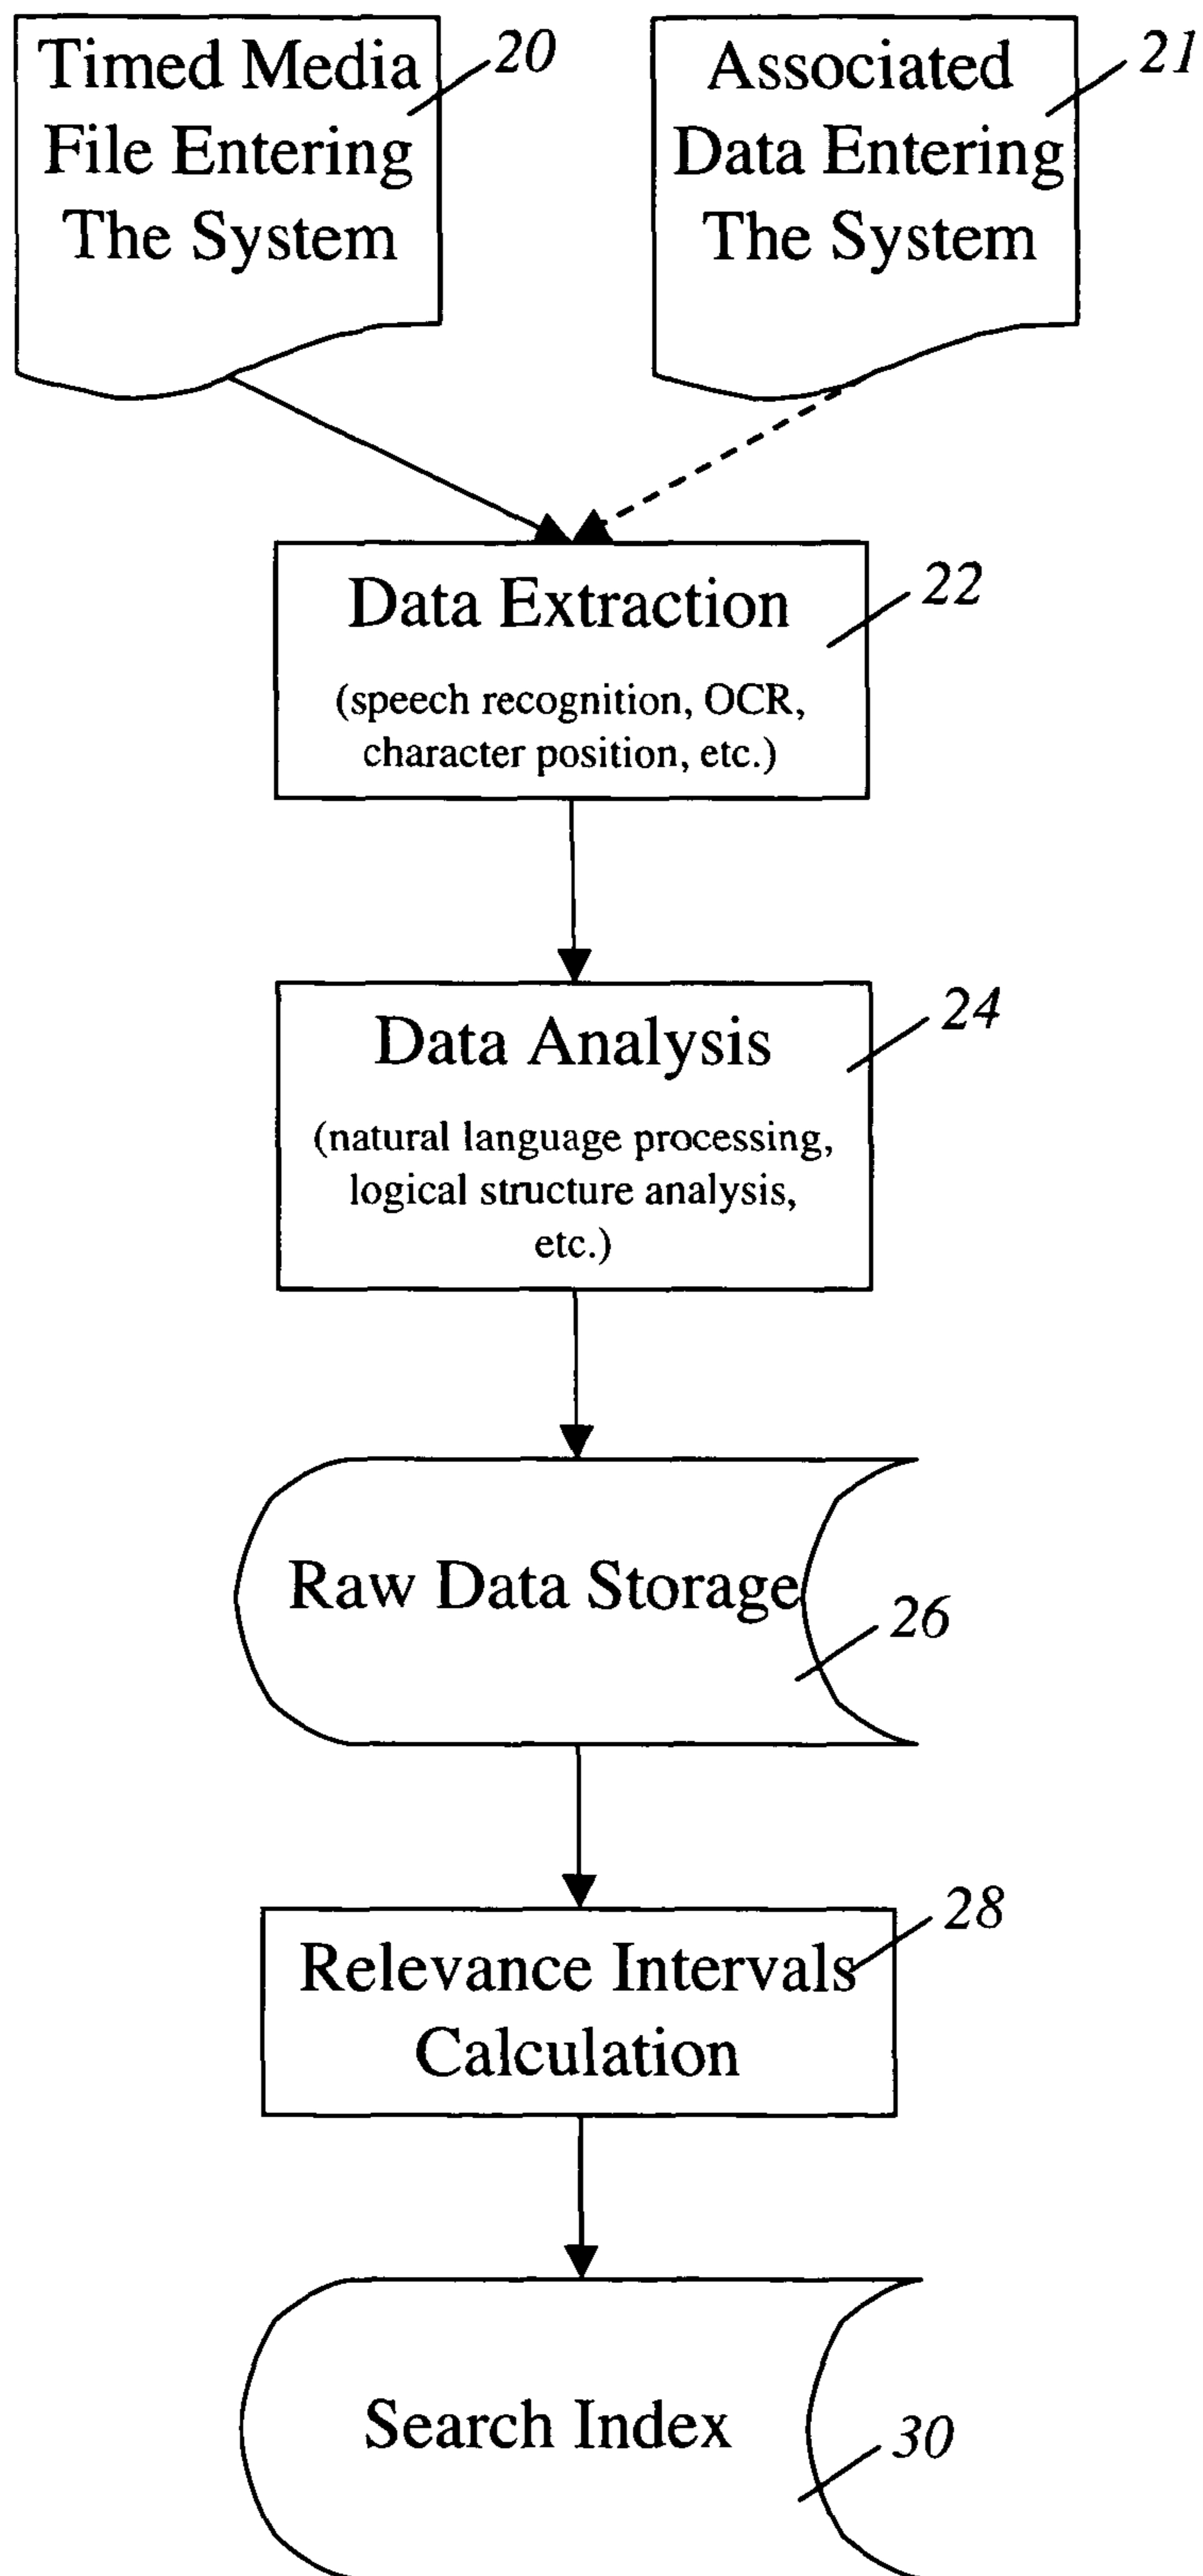 Timed Media
File Entering
The System
20
Associated
Data Entering
The System
21
Data Extraction
(speech recognition, OCR,
character position, etc.)
22
Data Analysis
(natural language processing,
logical structure analysis,
etc.)
24
Raw Data Storage
26
Relevance Intervals
Calculation
28
Search Index
30